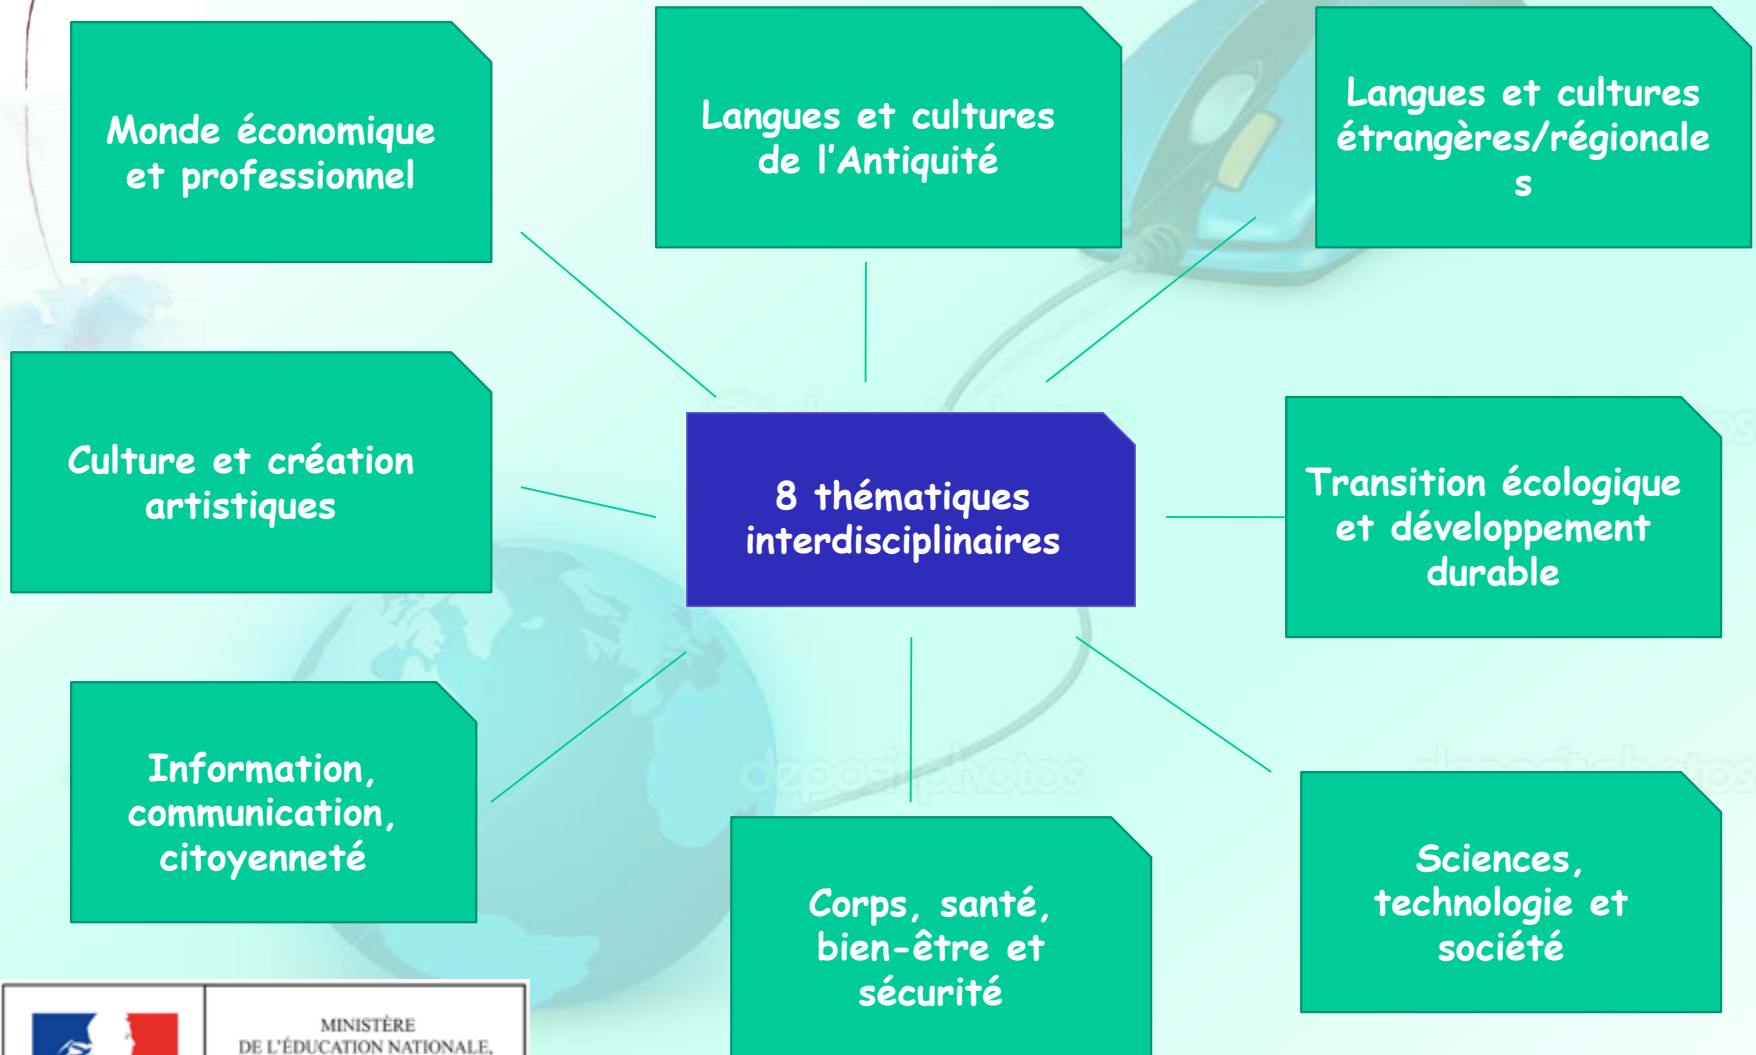 Monde économique
et professionnel
Langues et cultures
de l'Antiquité
Langues et cultures
étrangères/régionale
s
Culture et création
artistiques
8 thématiques
interdisciplinaires
Transition écologique
et développement
durable
Information,
communication,
citoyenneté
Corps, santé,
bien-être et
sécurité
Sciences,
technologie et
société
depositphotos
MINISTÈRE
DE L'ÉDUCATION NATIONALE,